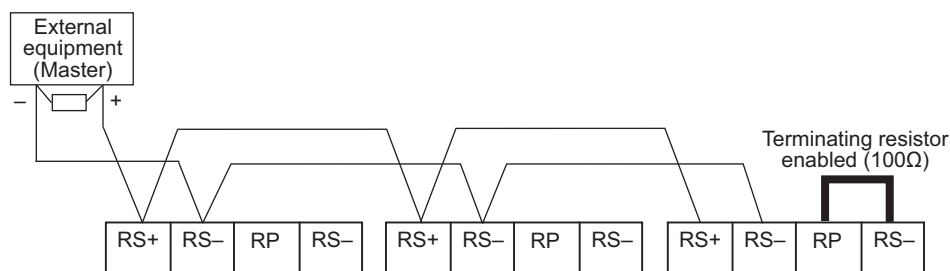 External
equipment
(Master)
– +
Terminating resistor
enabled (100Ω)
RS+ RS– RP RS– RS+ RS– RP RS– RS+ RS– RP RS–